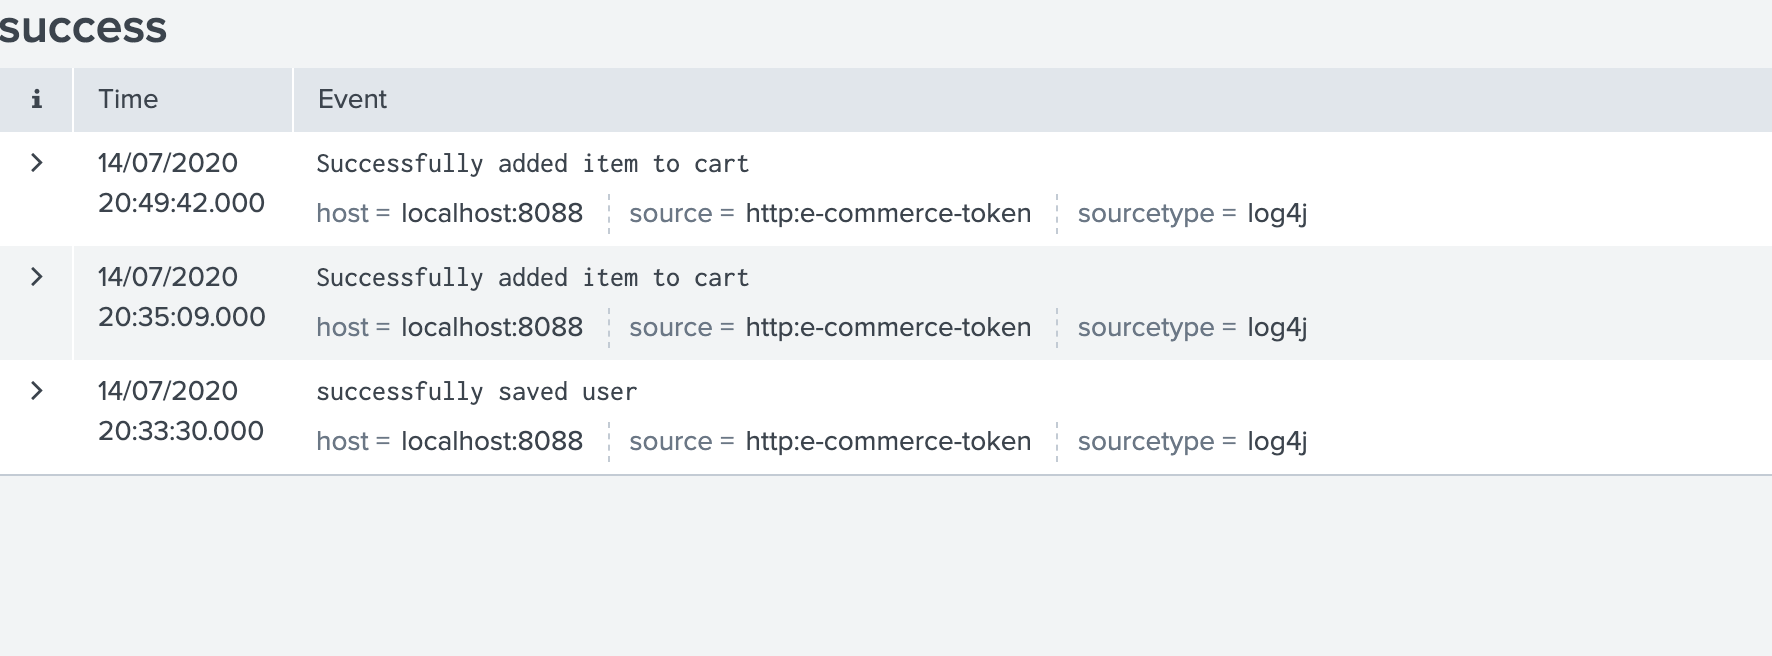 success
i Time Event
14/07/2020 Successfully added item to cart
20:49:42.000 host = localhost:8088 source = http:e-commerce-token sourcetype = log4j
14/07/2020 Successfully added item to cart
20:35:09.000 host = localhost:8088 source = http:e-commerce-token sourcetype = log4j
14/07/2020 successfully saved user
20:33:30.000 host = localhost:8088 source = http:e-commerce-token sourcetype = log4j